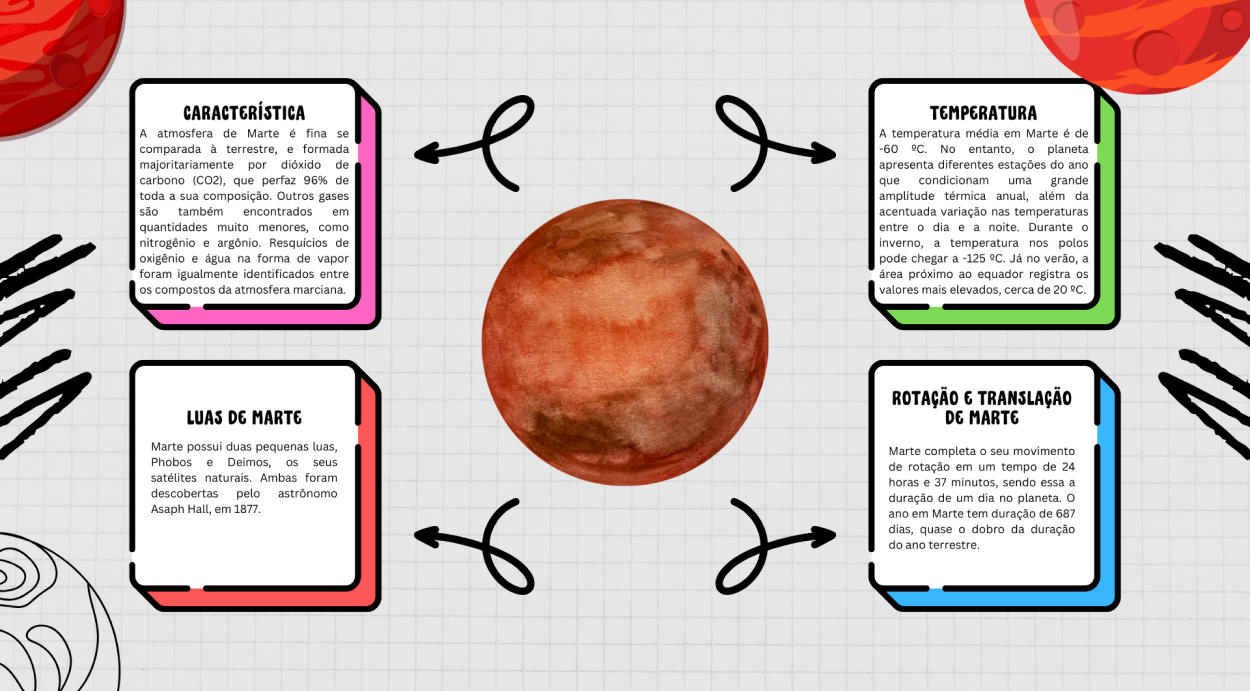 CARACTERÍSTICA
A atmosfera de Marte é fina se
comparada à terrestre, e formada
majoritariamente por dióxido de
carbono (CO2), que perfaz 96% de
toda a sua composição. Outros gases
são também encontrados em
quantidades muito menores, como
nitrogênio e argônio. Resquícios de
oxigênio e água na forma de vapor
foram igualmente identificados entre
os compostos da atmosfera marciana.
TEMPERATURA
A temperatura média em Marte é de
-60 ºC. No entanto, o planeta
apresenta diferentes estações do ano
que condicionam uma grande
amplitude térmica anual, além da
acentuada variação nas temperaturas
entre o dia e a noite. Durante o
inverno, a temperatura nos polos
pode chegar a -125 ºC. Já no verão, a
área próximo ao equador registra os
valores mais elevados, cerca de 20 ºC.
LUAS DE MARTE
Marte possui duas pequenas luas,
Phobos e Deimos, os seus
satélites naturais. Ambas foram
descobertas pelo astrônomo
Asaph Hall, em 1877.
ROTAÇÃO E TRANSLAÇÃO
DE MARTE
Marte completa o seu movimento
de rotação em um tempo de 24
horas e 37 minutos, sendo essa a
duração de um dia no planeta. O
ano em Marte tem duração de 687
dias, quase o dobro da duração
do ano terrestre.